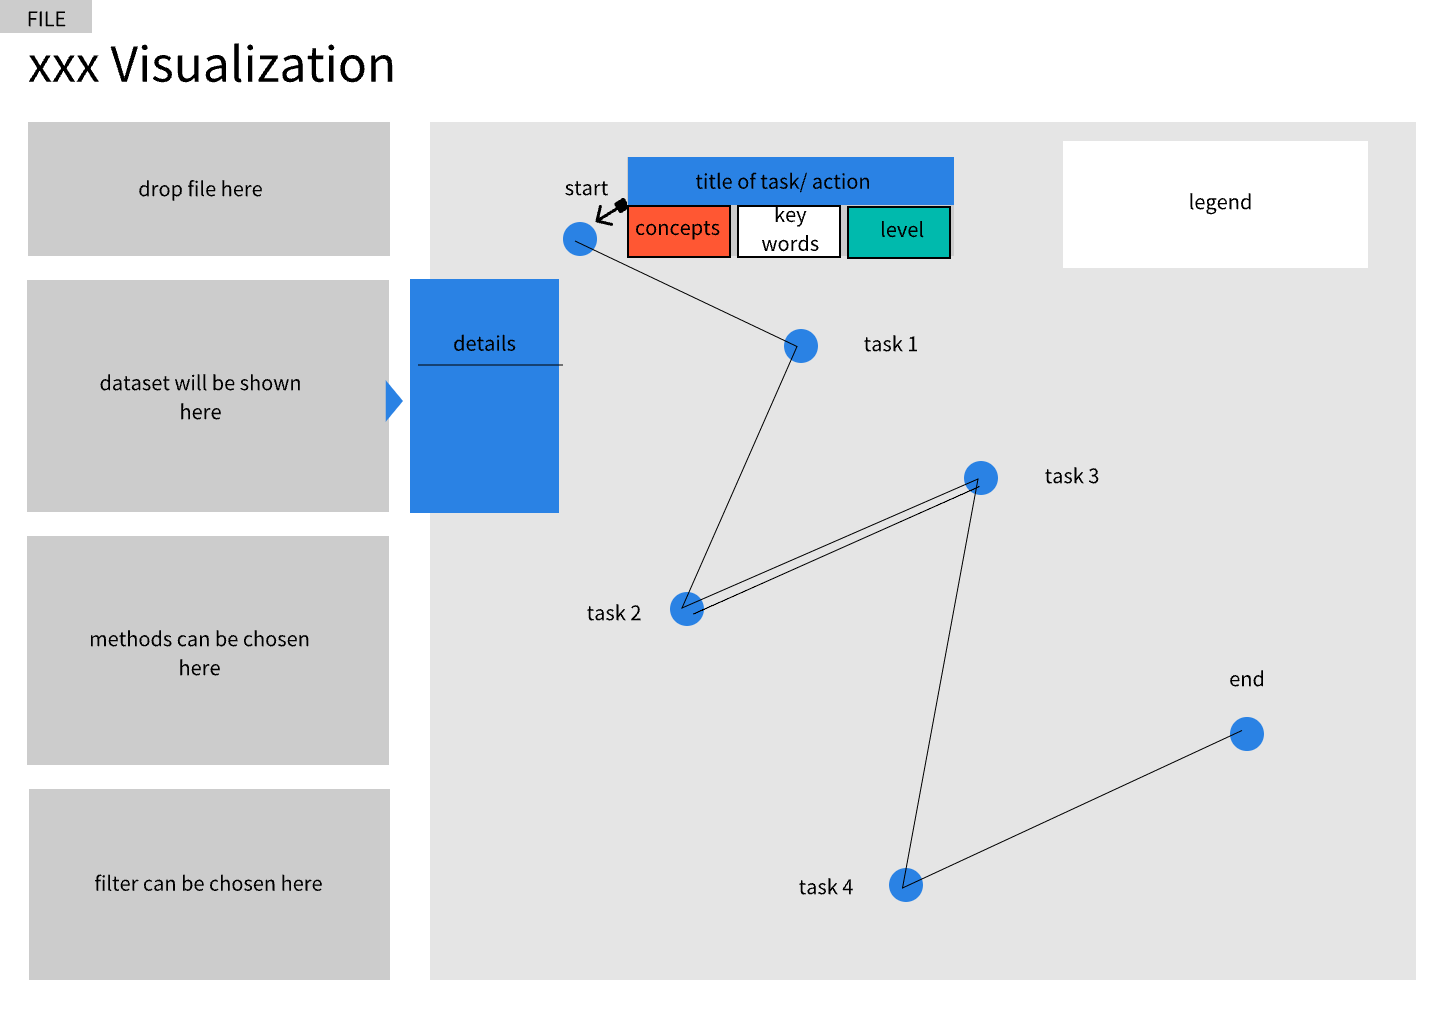 FILE
xxx Visualization
drop file here
dataset will be shown
here
methods can be chosen
here
filter can be chosen here
details
start
title of task/ action
concepts
key
words
level
legend
task 1
task 3
task 2
end
task 4